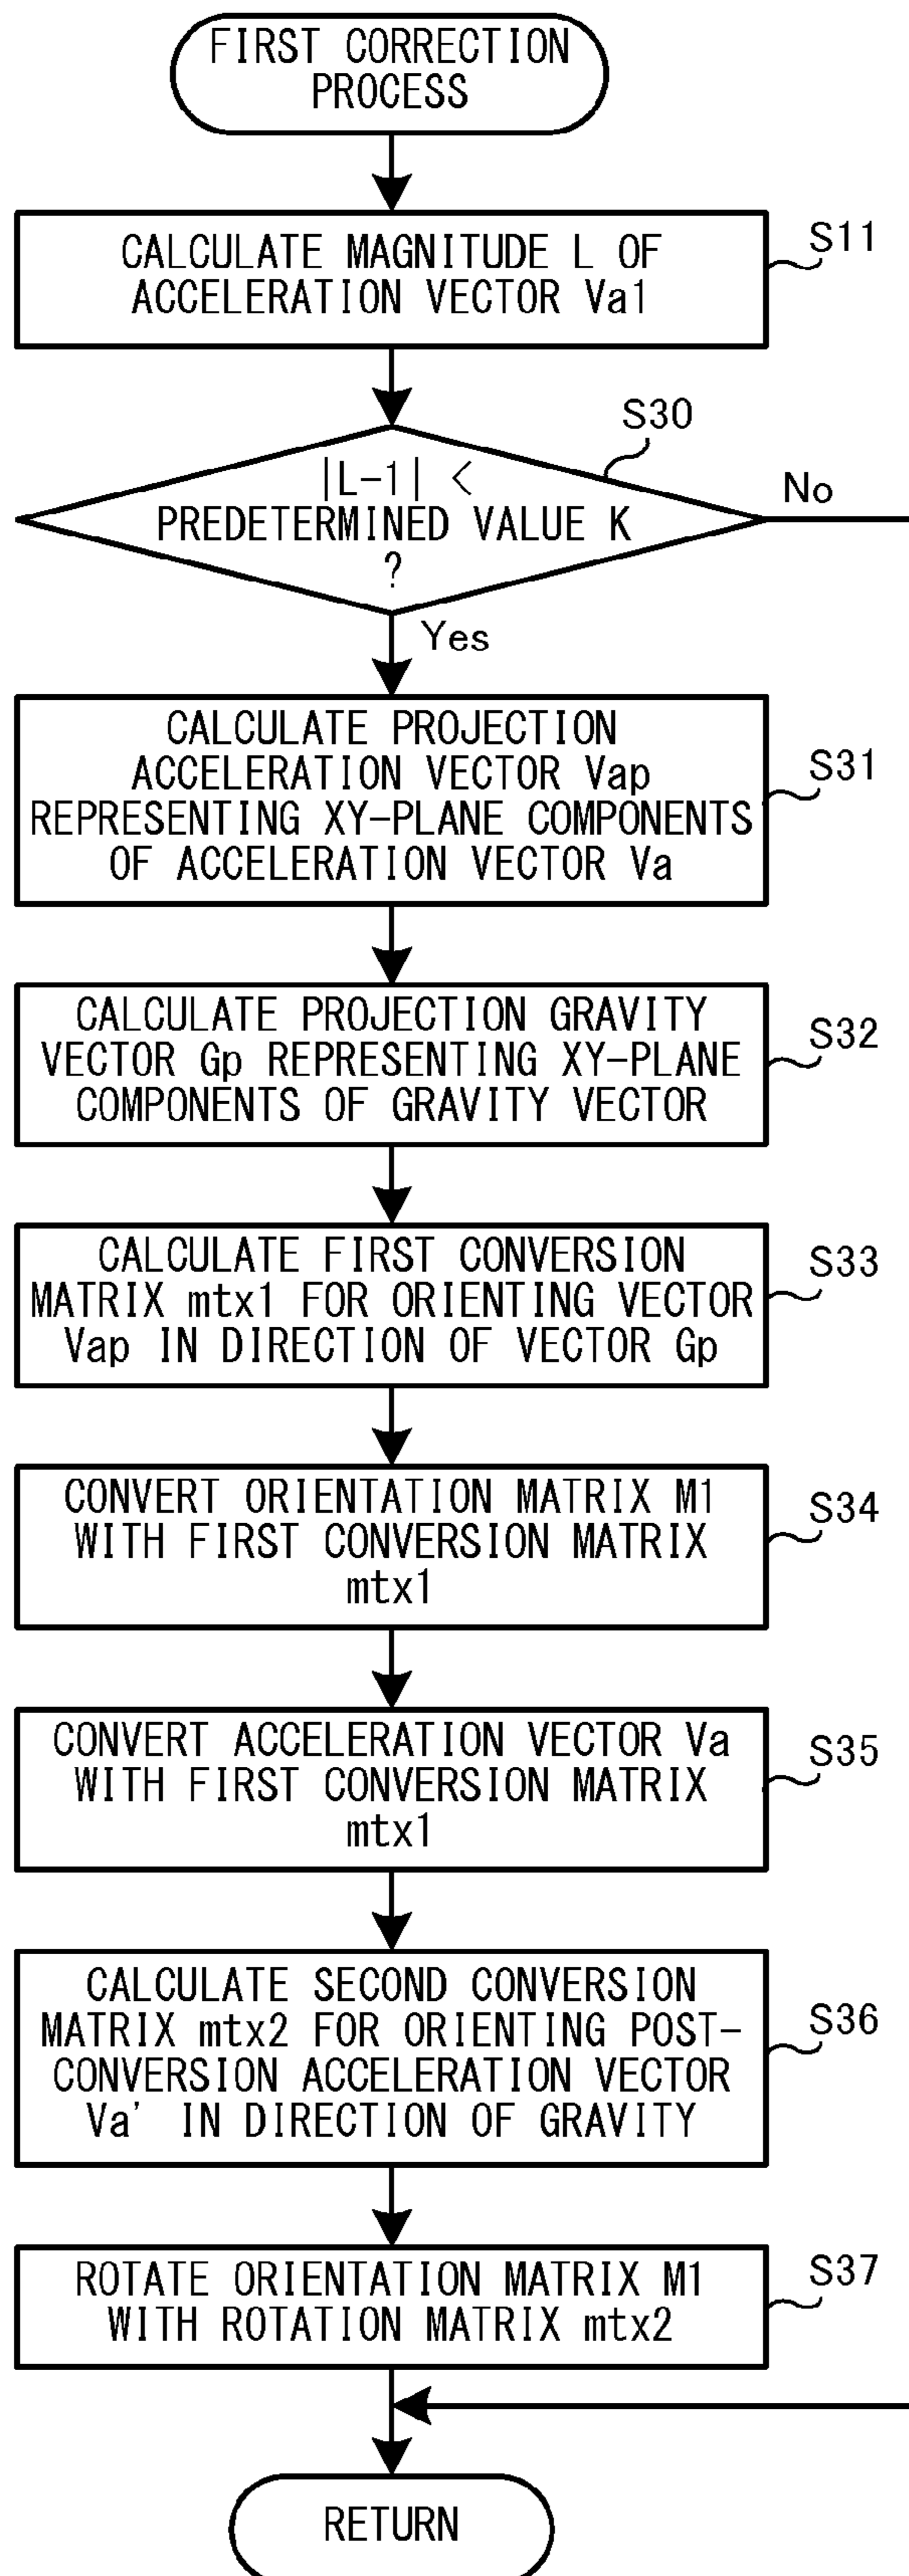 FIRST CORRECTION
PROCESS
CALCULATE MAGNITUDE L OF
ACCELERATION VECTOR Va1
S11
|L-1| <
PREDETERMINED VALUE K
?
S30
No
Yes
CALCULATE PROJECTION
ACCELERATION VECTOR Vap
REPRESENTING XY-PLANE COMPONENTS
OF ACCELERATION VECTOR Va
S31
CALCULATE PROJECTION GRAVITY
VECTOR Gp REPRESENTING XY-PLANE
COMPONENTS OF GRAVITY VECTOR
S32
CALCULATE FIRST CONVERSION
MATRIX mtx1 FOR ORIENTING VECTOR
Vap IN DIRECTION OF VECTOR Gp
S33
CONVERT ORIENTATION MATRIX M1
WITH FIRST CONVERSION MATRIX
mtx1
S34
CONVERT ACCELERATION VECTOR Va
WITH FIRST CONVERSION MATRIX
mtx1
S35
CALCULATE SECOND CONVERSION
MATRIX mtx2 FOR ORIENTING POST-
CONVERSION ACCELERATION VECTOR
Va' IN DIRECTION OF GRAVITY
S36
ROTATE ORIENTATION MATRIX M1
WITH ROTATION MATRIX mtx2
S37
RETURN